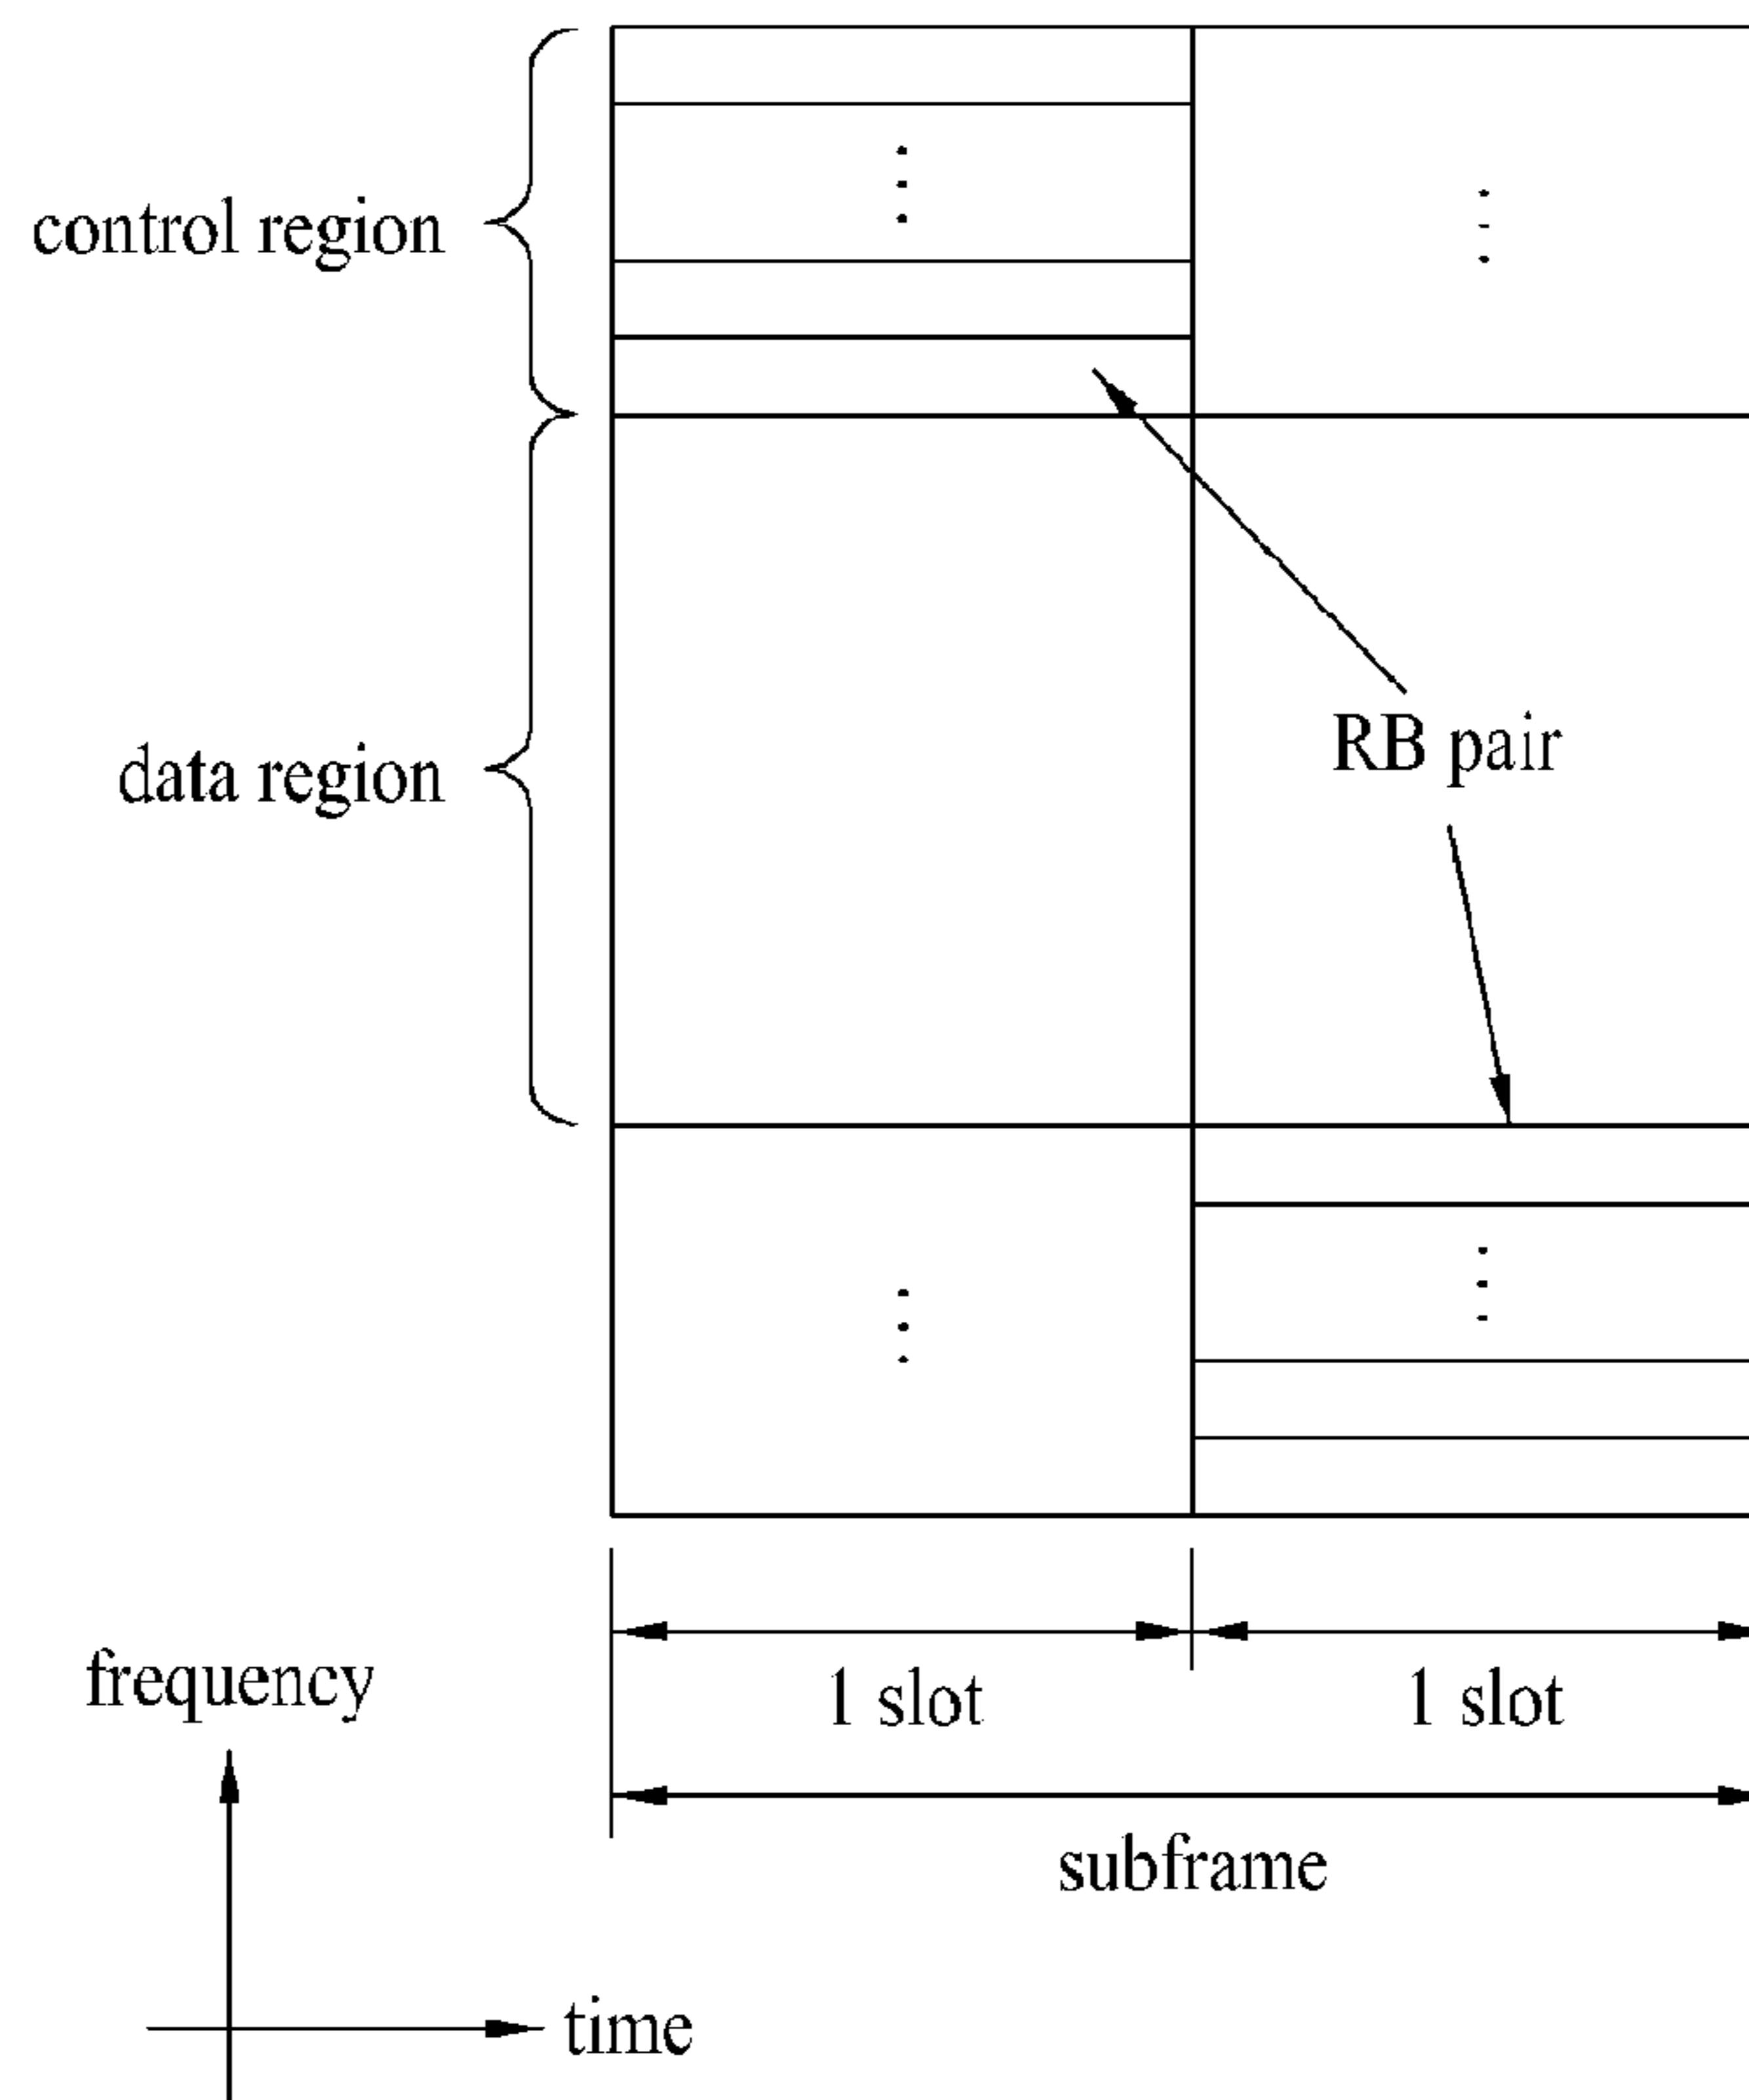 control region
data region
RB pair
1 slot
1 slot
subframe
frequency
time